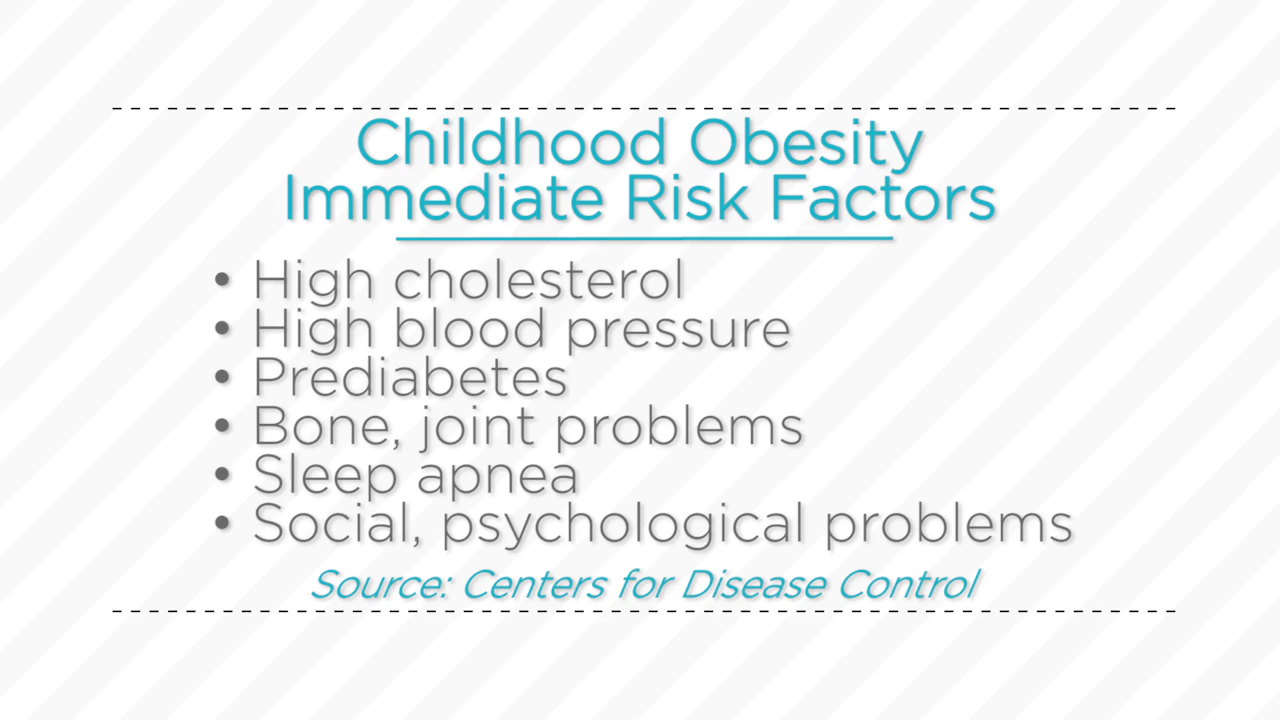 Childhood Obesity
Immediate Risk Factors
• High cholesterol
• High blood pressure
• Prediabetes
• Bone, joint problems
• Sleep apnea
• Social, psychological problems
Source: Centers for Disease Control